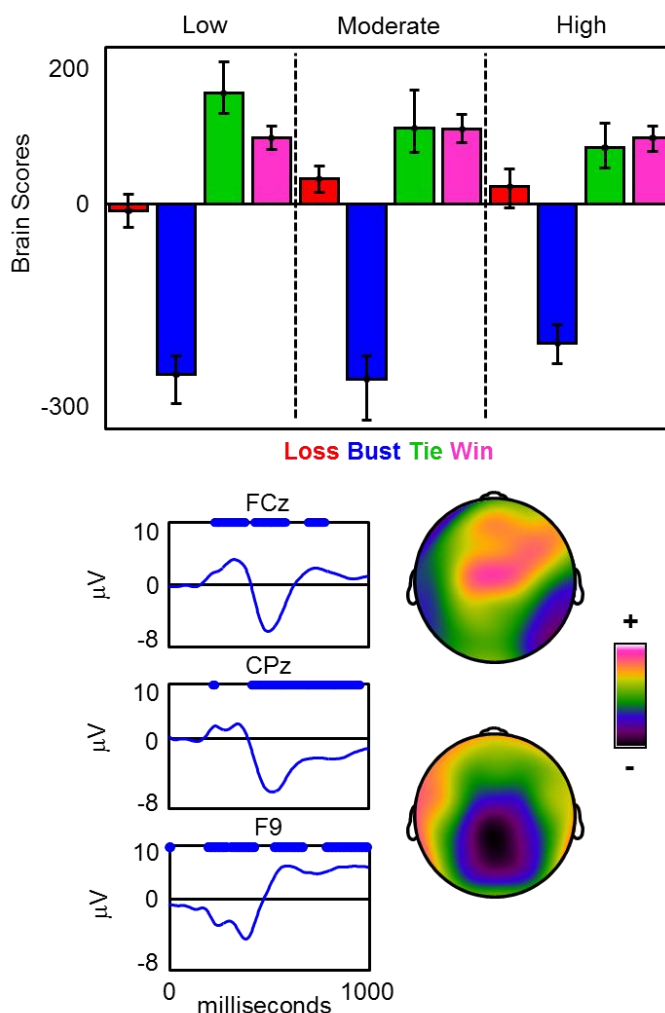 Low Moderate High
200
Brain Scores
0
-300
Loss Bust Tie Win
FCz
10
μV
0
-8
CPz
10
μV
0
-8
+
-
F9
10
μV
0
-8
0 1000
milliseconds